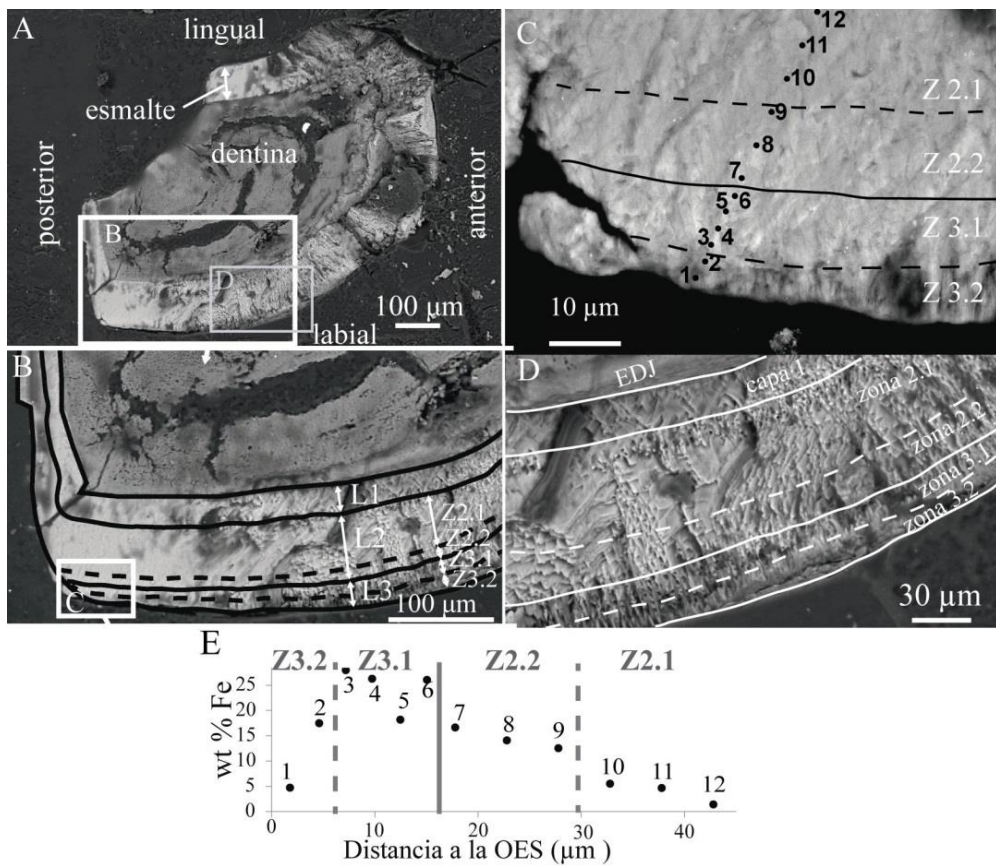 A
lingual
esmalte
dentina
posterior
anterior
B
D
100 µm
labial
C
12
11
10
9
8
7
5 6
3 4
2
1
Z 2.1
Z 2.2
Z 3.1
Z 3.2
10 µm
B
L1
L2
L3
Z2.1
Z2.2
Z3.1
Z3.2
C
100 µm
D
EDJ
capa 1
zona 2.1
zona 2.2
zona 3.1
zona 3.2
30 µm
E
Z3.2 Z3.1 Z2.2 Z2.1
wt % Fe
25
20
15
10
5
0
1
2
3
4
5
6
7
8
9
10
11
12
0 10 20 30 40
Distancia a la OES (µm )